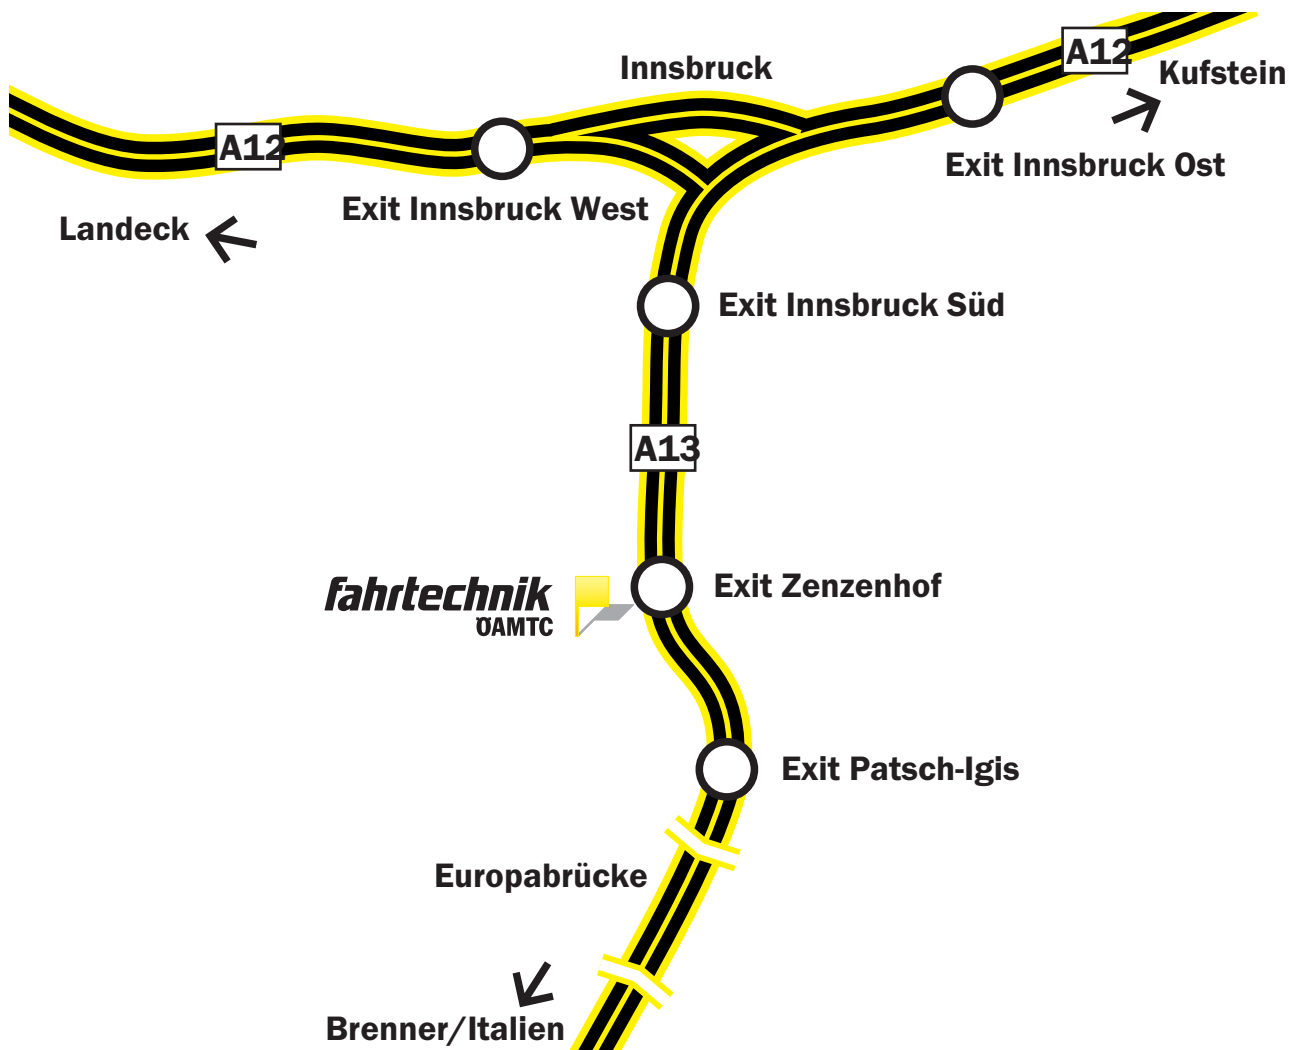 Innsbruck
A12
Kufstein
A12
Exit Innsbruck Ost
Exit Innsbruck West
Landeck
Exit Innsbruck Süd
A13
fahrtechnik
ÖAMTC
Exit Zenzenhof
Exit Patsch-Igis
Europabrücke
Brenner/Italien